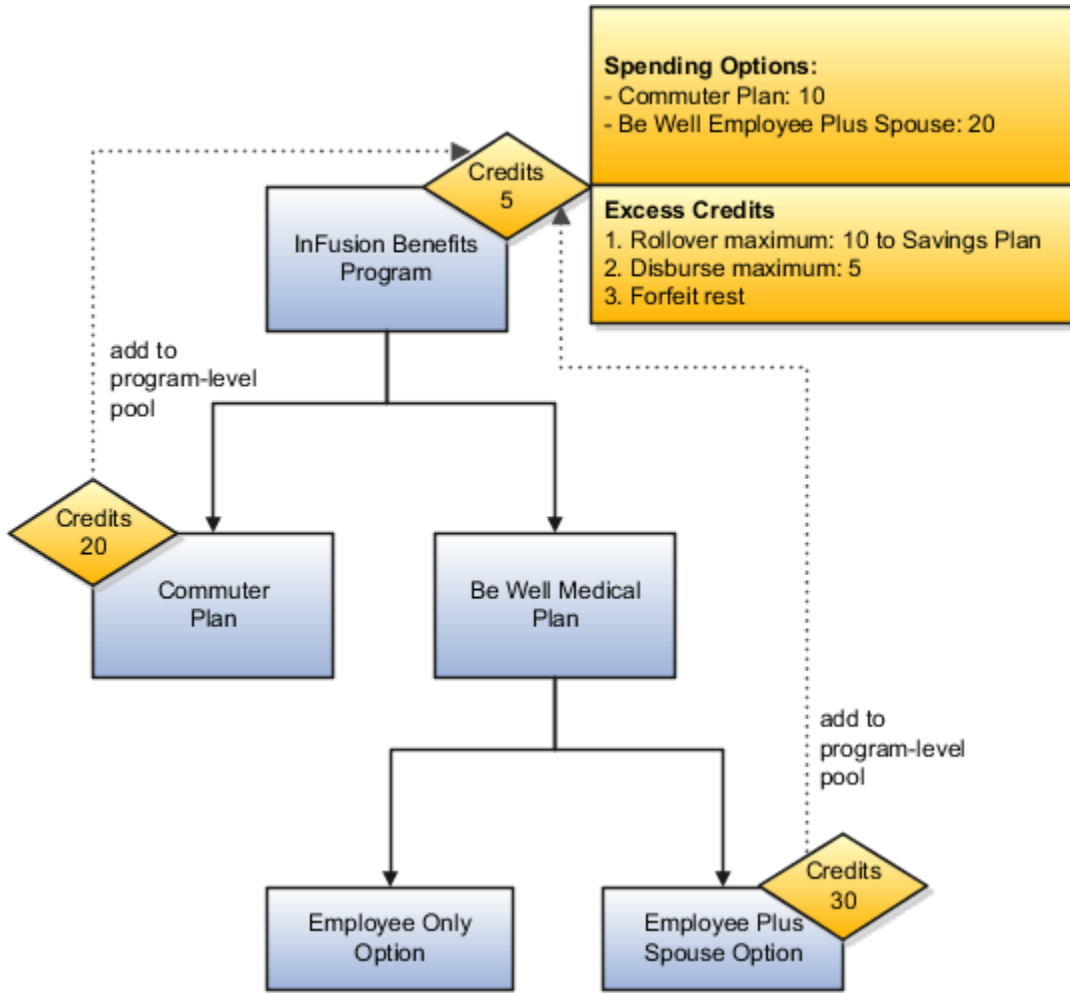 Spending Options:
- Commuter Plan: 10
- Be Well Employee Plus Spouse: 20
Credits
5
Excess Credits
1. Rollover maximum: 10 to Savings Plan
2. Disburse maximum: 5
3. Forfeit rest
InFusion Benefits
Program
add to
program-level
pool
Credits
20
Commuter
Plan
Be Well Medical
Plan
add to
program-level
pool
Employee Only
Option
Employee Plus
Spouse Option
Credits
30